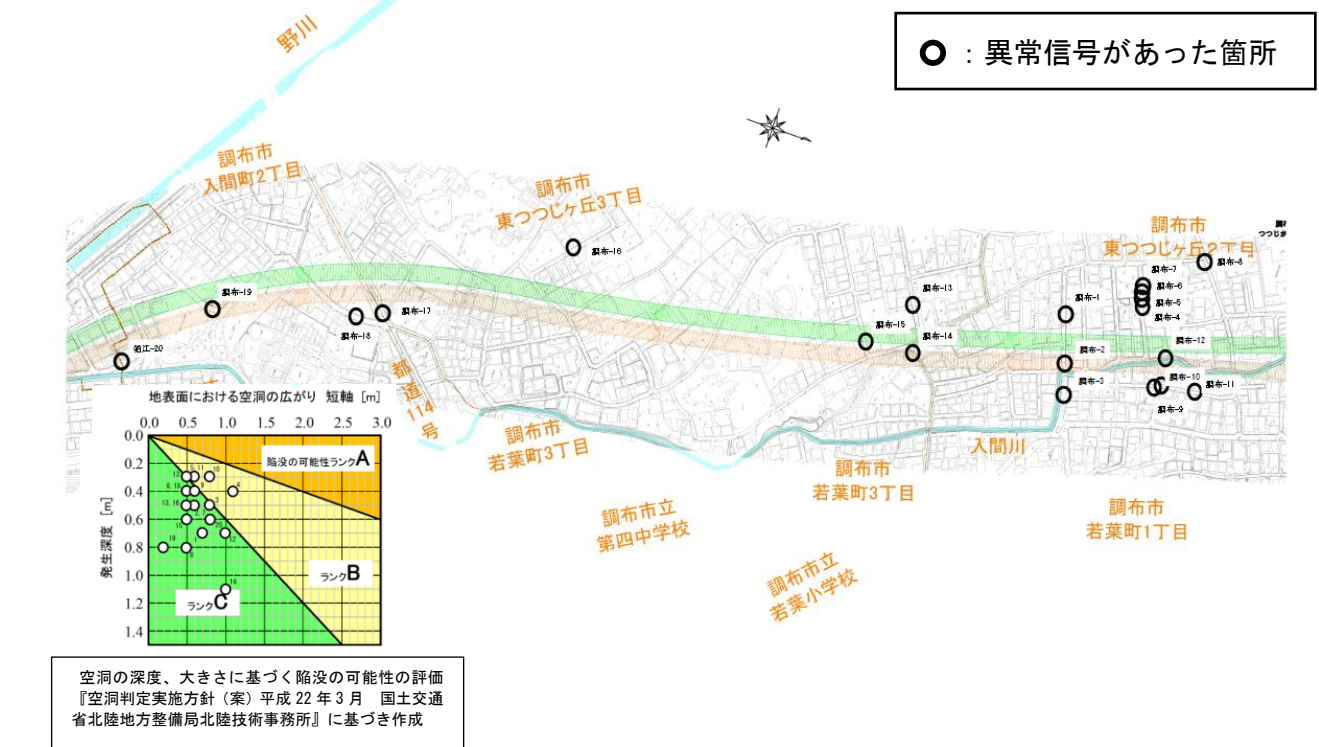 ：異常信号があった箇所
野川
調布市
入間町2丁目
調布市
東つつじヶ丘3丁目
調布市
東つつじヶ丘2丁目
調布-16
調布-19
調布-18
調布-17
狛江-20
調布-13
調布-15
調布-14
調布-1
調布-2
調布-3
調布-7
調布-8
調布-6
調布-5
調布-4
調布-12
調布-10
調布-11
調布-9
都道
114
号
調布市
若葉町3丁目
調布市立
第四中学校
調布市立
若葉小学校
調布市
若葉町3丁目
入間川
調布市
若葉町1丁目
地表面における空洞の広がり 短軸 [m]
0.0 0.5 1.0 1.5 2.0 2.5 3.0
発生深度 [m]
0.0
0.2
0.4
0.6
0.8
1.0
1.2
1.4
陥没の可能性ランクA
ランクB
ランクC
空洞の深度、大きさに基づく陥没の可能性の評価
『空洞判定実施方針（案）平成22年3月　国土交通
省北陸地方整備局北陸技術事務所』に基づき作成